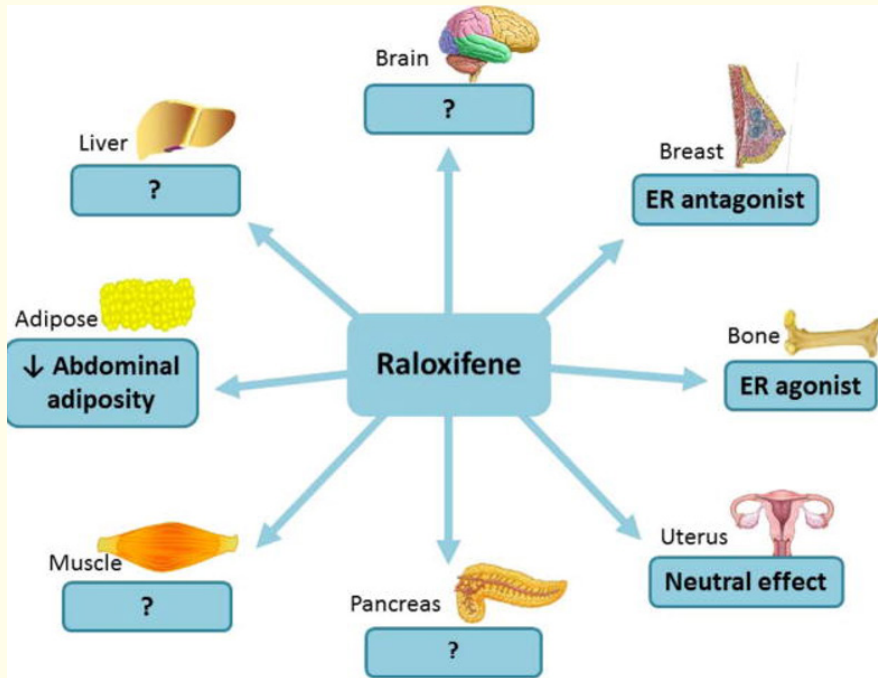 Brain
?
Liver
?
Breast
ER antagonist
Adipose
↓ Abdominal
adiposity
Raloxifene
Bone
ER agonist
Muscle
?
Pancreas
?
Uterus
Neutral effect